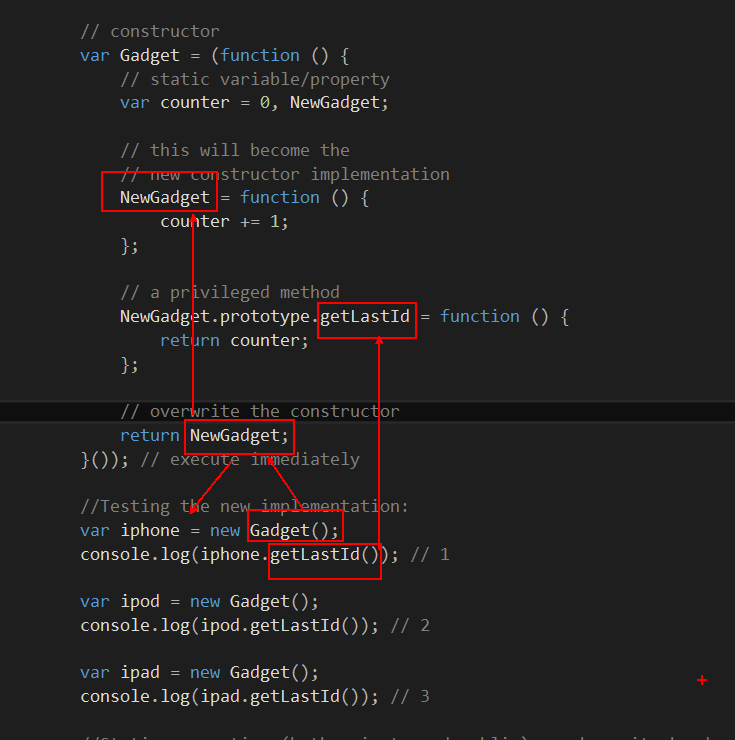 // constructor
var Gadget = (function () {
// static variable/property
var counter = 0, NewGadget;
// this will become the
// new constructor implementation
NewGadget = function () {
counter += 1;
};
// a privileged method
NewGadget.prototype.getLastId = function () {
return counter;
};
// overwrite the constructor
return NewGadget;
}()); // execute immediately
//Testing the new implementation:
var iphone = new Gadget();
console.log(iphone.getLastId()); // 1
var ipod = new Gadget();
console.log(ipod.getLastId()); // 2
var ipad = new Gadget();
console.log(ipad.getLastId()); // 3